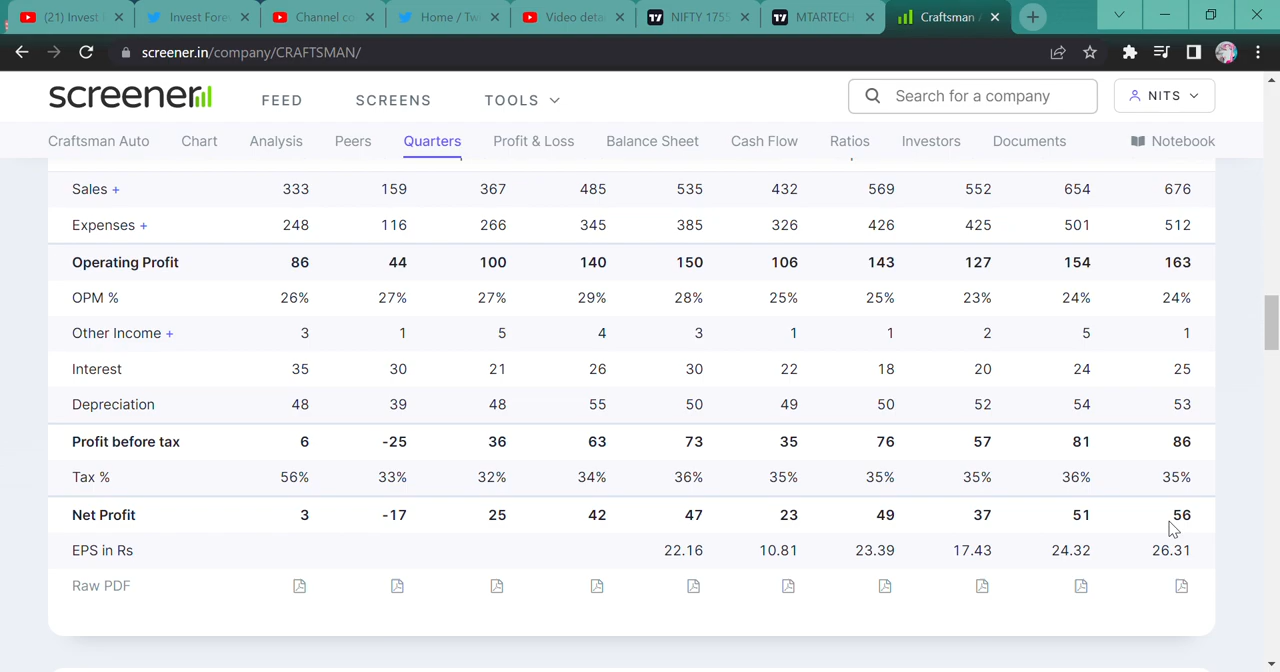 (21) Invest
Invest Fore
Channel co
Home / Tw
Video deta
NIFTY 1755
MTARTECH
Craftsman
screener.in/company/CRAFTSMAN/
screener
FEED
SCREENS
TOOLS
Search for a company
NITS
Craftsman Auto
Chart
Analysis
Peers
Quarters
Profit & Loss
Balance Sheet
Cash Flow
Ratios
Investors
Documents
Notebook
Sales + 333 159 367 485 535 432 569 552 654 676
Expenses + 248 116 266 345 385 326 426 425 501 512
Operating Profit 86 44 100 140 150 106 143 127 154 163
OPM % 26% 27% 27% 29% 28% 25% 25% 23% 24% 24%
Other Income + 3 1 5 4 3 1 1 2 5 1
Interest 35 30 21 26 30 22 18 20 24 25
Depreciation 48 39 48 55 50 49 50 52 54 53
Profit before tax 6 -25 36 63 73 35 76 57 81 86
Tax % 56% 33% 32% 34% 36% 35% 35% 35% 36% 35%
Net Profit 3 -17 25 42 47 23 49 37 51 56
EPS in Rs 22.16 10.81 23.39 17.43 24.32 26.31
Raw PDF